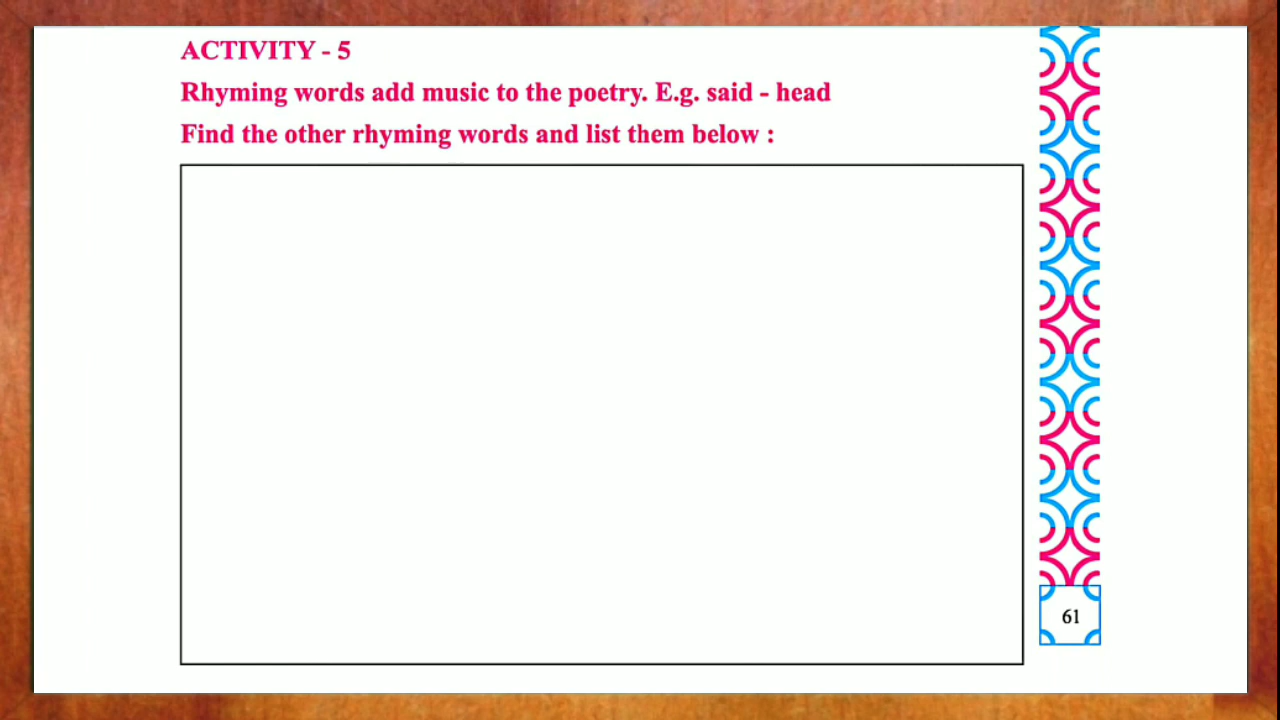 ACTIVITY - 5
Rhyming words add music to the poetry. E.g. said - head
Find the other rhyming words and list them below :
61